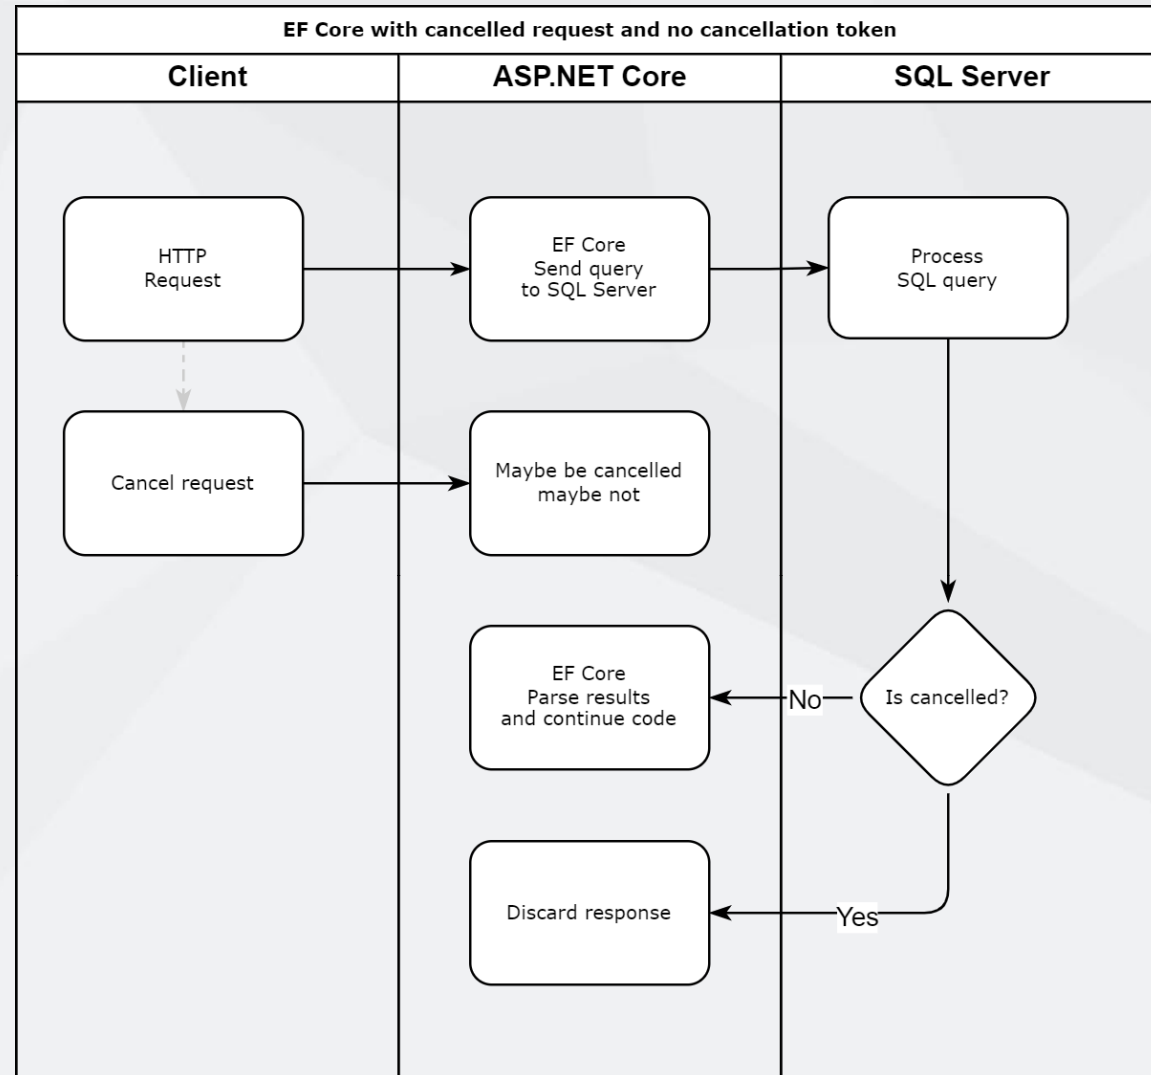 EF Core with cancelled request and no cancellation token
Client
ASP.NET Core
SQL Server
HTTP
Request
EF Core
Send query
to SQL Server
Process
SQL query
Cancel request
Maybe be cancelled
maybe not
EF Core
Parse results
and continue code
No
Is cancelled?
Discard response
Yes